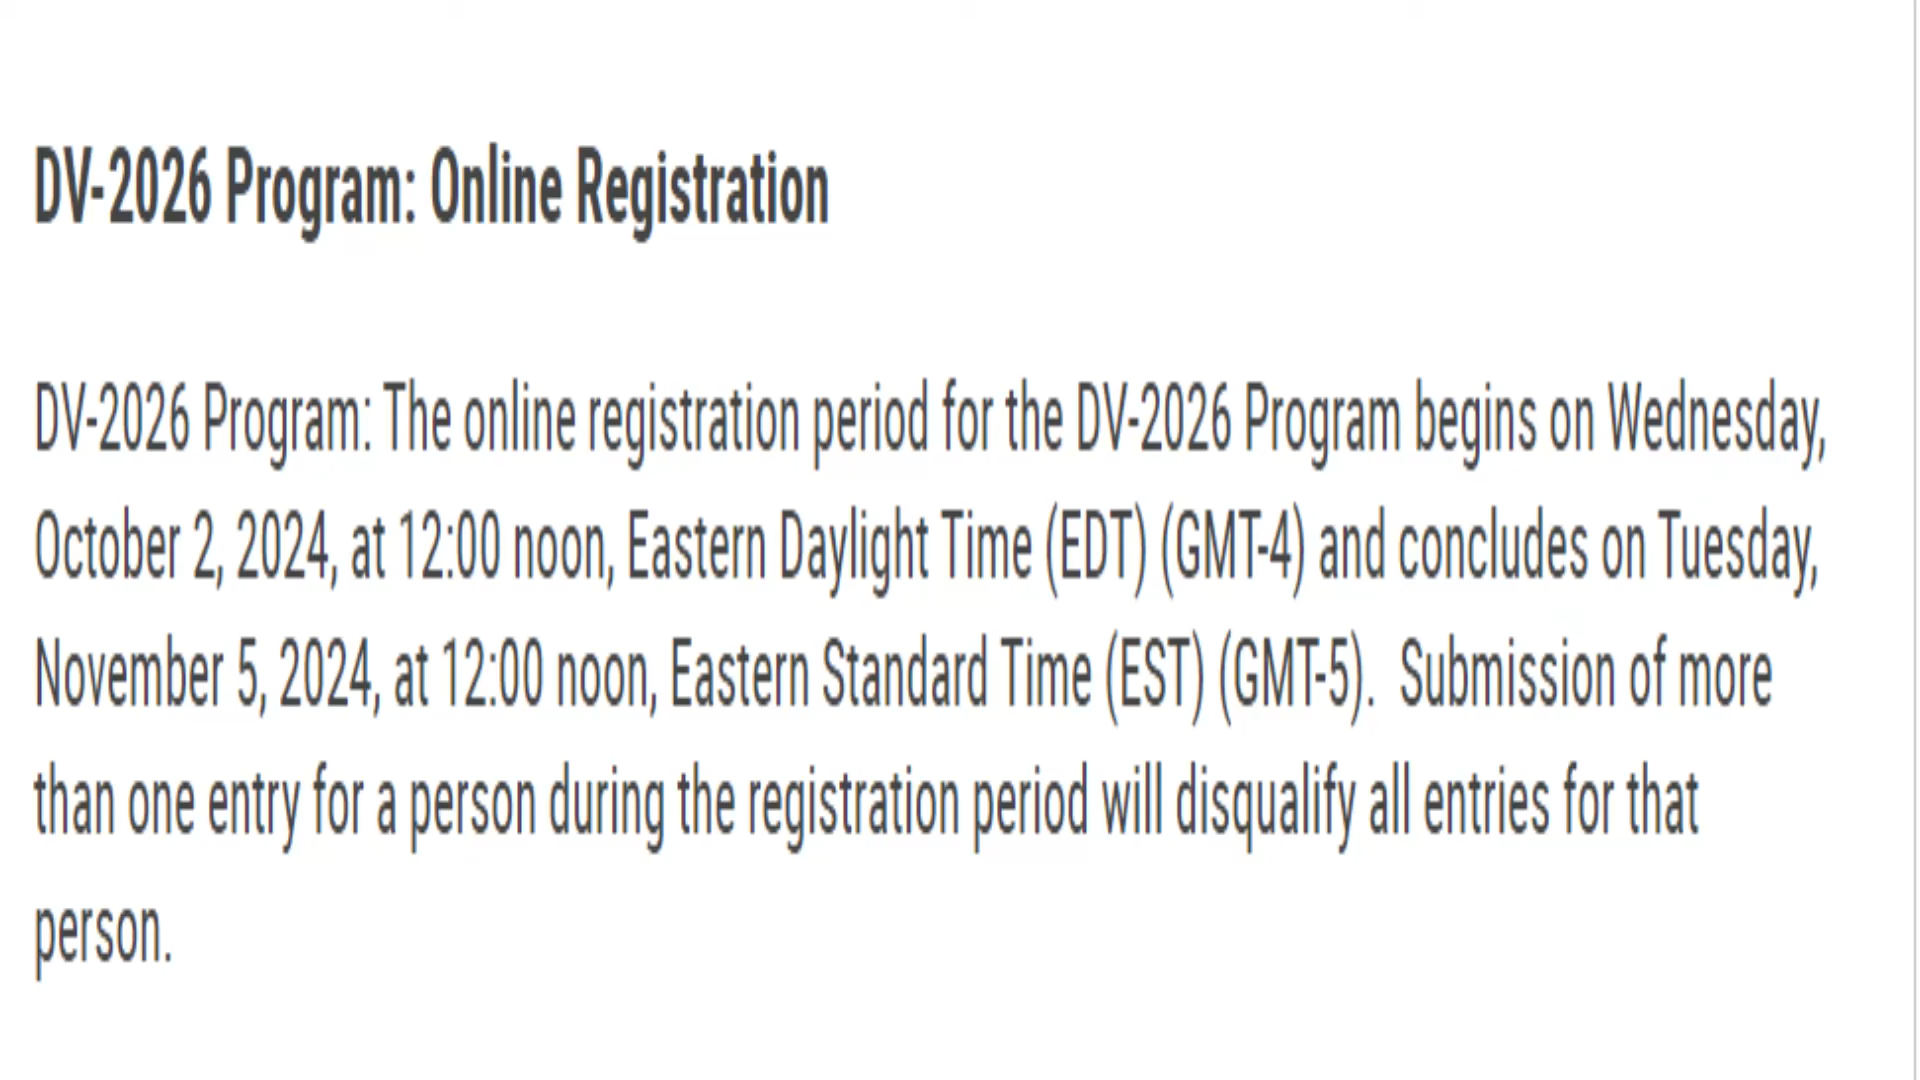 DV-2026 Program: Online Registration
DV-2026 Program: The online registration period for the DV-2026 Program begins on Wednesday,
October 2, 2024, at 12:00 noon, Eastern Daylight Time (EDT) (GMT-4) and concludes on Tuesday,
November 5, 2024, at 12:00 noon, Eastern Standard Time (EST) (GMT-5).  Submission of more
than one entry for a person during the registration period will disqualify all entries for that
person.